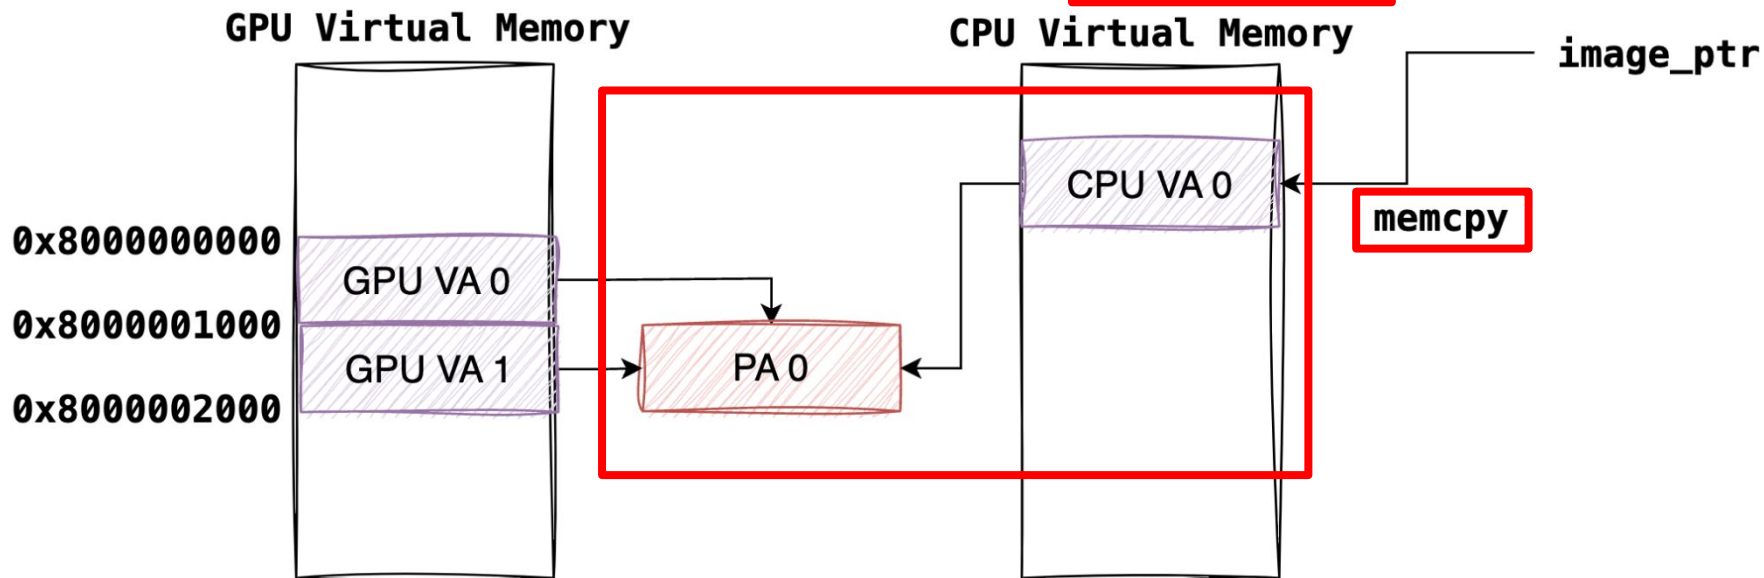 GPU Virtual Memory
CPU Virtual Memory
image_ptr
CPU VA 0
memcpy
0x8000000000
GPU VA 0
0x8000001000
GPU VA 1
PA 0
0x8000002000